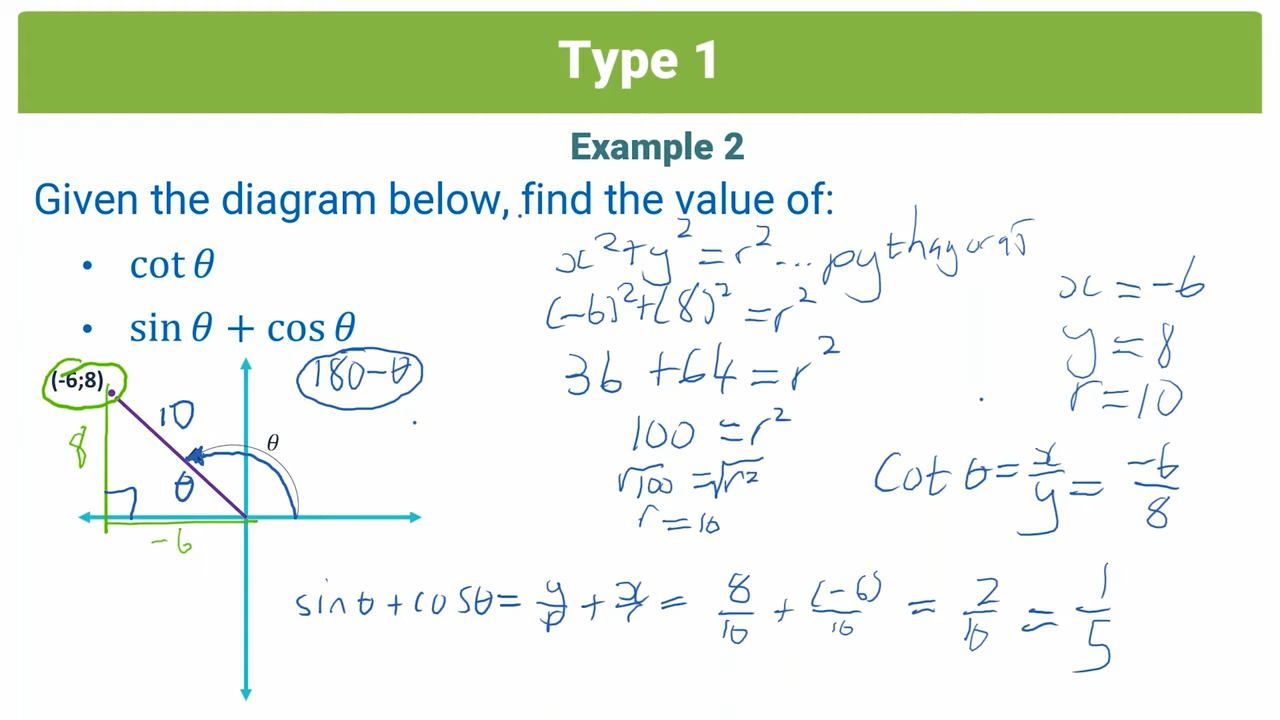 Type 1
Example 2
Given the diagram below, find the value of:
• cot θ
• sin θ + cos θ
x² + y² = r² ... pythagoras
(-6)² + (8)² = r²
36 + 64 = r²
100 = r²
√100 = √r²
r = 10
x = -6
y = 8
r = 10
Cot θ = x/y = -6/8
(-6;8)
180-θ
10
8
θ
θ
-6
sin θ + cos θ = y/r + x/r = 8/10 + (-6)/10 = 2/10 = 1/5